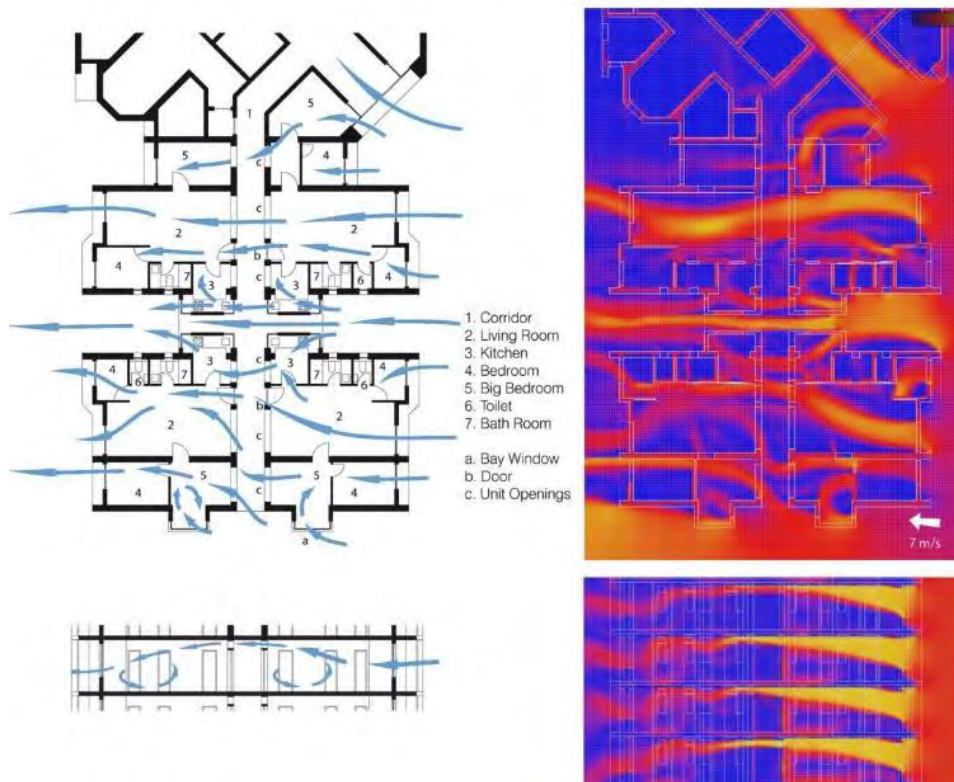 1
5
5
4
c
c
2
2
b
4
7
3
c
3
7
6
4
1. Corridor
2. Living Room
3. Kitchen
4. Bedroom
5. Big Bedroom
6. Toilet
7. Bath Room
a. Bay Window
b. Door
c. Unit Openings
4
6
7
3
c
3
7
6
4
b
2
c
2
5
5
4
c
4
a
7 m/s